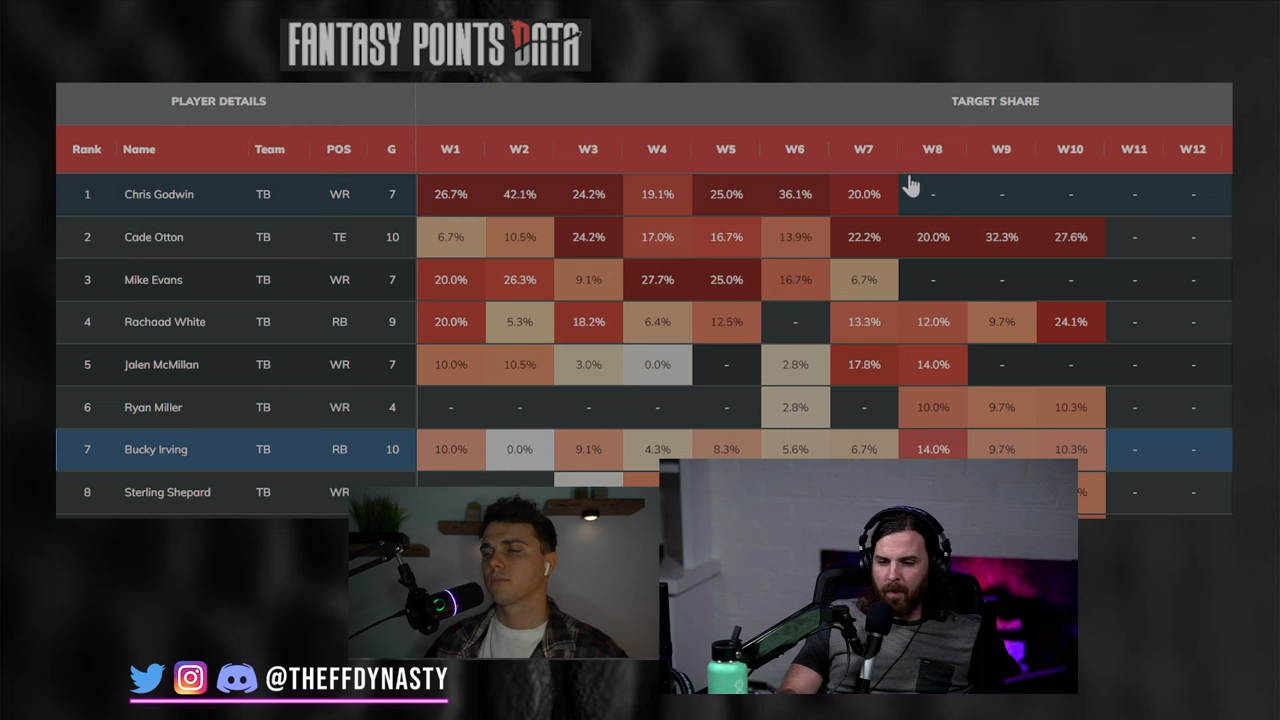 FANTASY POINTS DATA
PLAYER DETAILS TARGET SHARE
Rank Name Team POS G W1 W2 W3 W4 W5 W6 W7 W8 W9 W10 W11 W12
1 Chris Godwin TB WR 7 26.7% 42.1% 24.2% 19.1% 25.0% 36.1% 20.0% - - - - -
2 Cade Otton TB TE 10 6.7% 10.5% 24.2% 17.0% 16.7% 13.9% 22.2% 20.0% 32.3% 27.6% - -
3 Mike Evans TB WR 7 20.0% 26.3% 9.1% 27.7% 25.0% 16.7% 6.7% - - - - -
4 Rachaad White TB RB 9 20.0% 5.3% 18.2% 6.4% 12.5% - 13.3% 12.0% 9.7% 24.1% - -
5 Jalen McMillan TB WR 7 10.0% 10.5% 3.0% 0.0% - 2.8% 17.8% 14.0% - - - -
6 Ryan Miller TB WR 4 - - - - - 2.8% - 10.0% 9.7% 10.3% - -
7 Bucky Irving TB RB 10 10.0% 0.0% 9.1% 4.3% 8.3% 5.6% 6.7% 14.0% 9.7% 10.3% - -
8 Sterling Shepard TB WR % - -
@THEFFDYNASTY